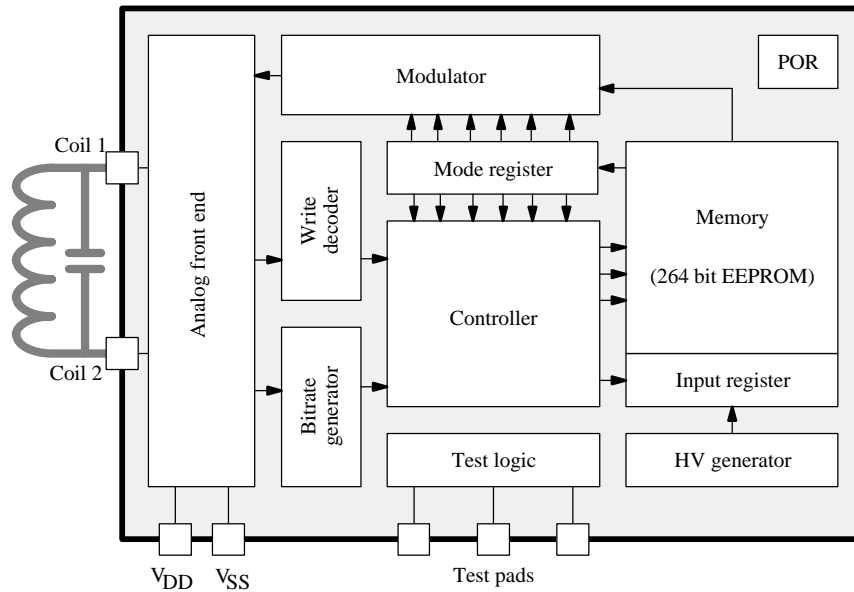 Modulator
POR
Coil 1
Mode register
Analog front end
Write
decoder
Memory
(264 bit EEPROM)
Controller
Coil 2
Bitrate
generator
Input register
Test logic
HV generator
VDD
VSS
Test pads